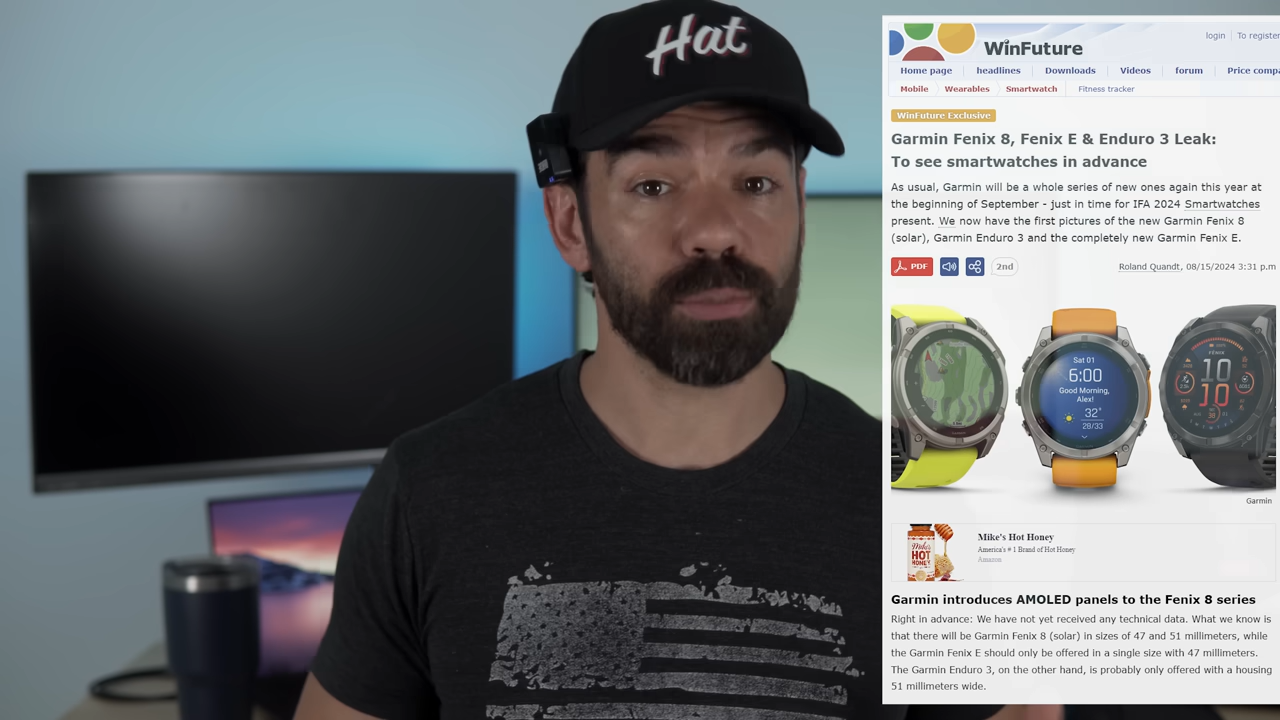 Hat
WinFuture
login
To register
Home page
headlines
Downloads
Videos
forum
Price compa
Mobile
Wearables
Smartwatch
Fitness tracker
WinFuture Exclusive
Garmin Fenix 8, Fenix E & Enduro 3 Leak:
To see smartwatches in advance
As usual, Garmin will be a whole series of new ones again this year at
the beginning of September - just in time for IFA 2024 Smartwatches
present. We now have the first pictures of the new Garmin Fenix 8
(solar), Garmin Enduro 3 and the completely new Garmin Fenix E.
PDF
2nd
Roland Quandt, 08/15/2024 3:31 p.m
Sat 01
6:00
Good Morning,
Alex!
32°
28/33
FENIX
10
10
Garmin
Mike's
HOT
HONEY
Mike's Hot Honey
America's # 1 Brand of Hot Honey
Amazon
Garmin introduces AMOLED panels to the Fenix 8 series
Right in advance: We have not yet received any technical data. What we know is
that there will be Garmin Fenix 8 (solar) in sizes of 47 and 51 millimeters, while
the Garmin Fenix E should only be offered in a single size with 47 millimeters.
The Garmin Enduro 3, on the other hand, is probably only offered with a housing
51 millimeters wide.